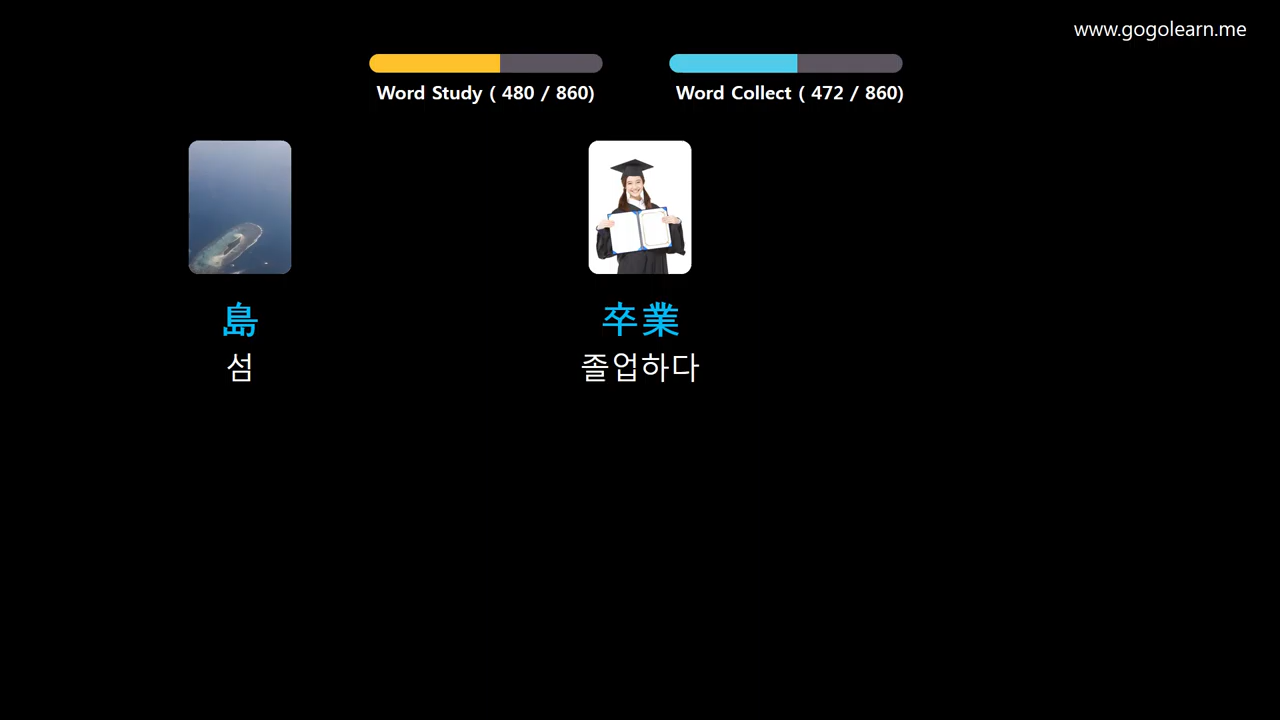 www.gogolearn.me
Word Study ( 480 / 860)
Word Collect ( 472 / 860)
島
섬
卒業
졸업하다